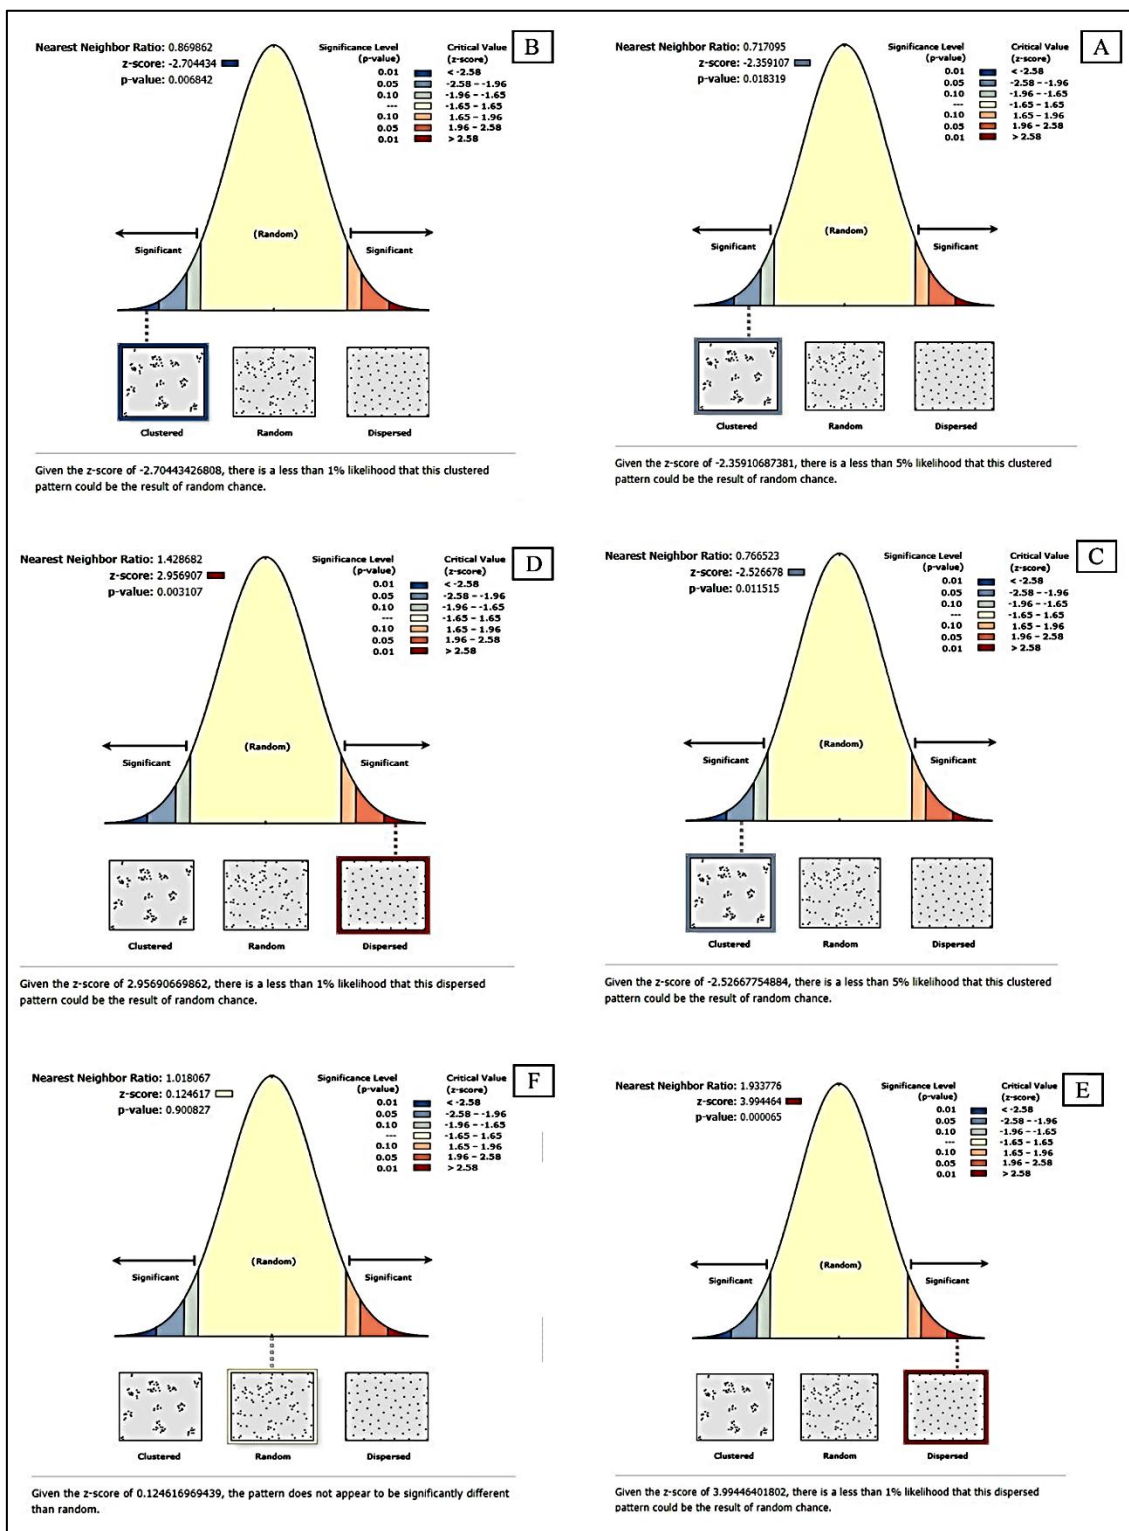 Nearest Neighbor Ratio: 0.869862
z-score: -2.704434
p-value: 0.006842
Significance Level
(p-value)
Critical Value
(z-score)
0.01 < -2.58
0.05 -2.58 - -1.96
0.10 -1.96 - -1.65
--- -1.65 - 1.65
0.10 1.65 - 1.96
0.05 1.96 - 2.58
0.01 > 2.58
B
Significant
(Random)
Significant
Clustered
Random
Dispersed
Given the z-score of -2.70443426808, there is a less than 1% likelihood that this clustered
pattern could be the result of random chance.
Nearest Neighbor Ratio: 0.717095
z-score: -2.359107
p-value: 0.018319
Significance Level
(p-value)
Critical Value
(z-score)
0.01 < -2.58
0.05 -2.58 - -1.96
0.10 -1.96 - -1.65
--- -1.65 - 1.65
0.10 1.65 - 1.96
0.05 1.96 - 2.58
0.01 > 2.58
A
Significant
(Random)
Significant
Clustered
Random
Dispersed
Given the z-score of -2.35910687381, there is a less than 5% likelihood that this clustered
pattern could be the result of random chance.
Nearest Neighbor Ratio: 1.428682
z-score: 2.956907
p-value: 0.003107
Significance Level
(p-value)
Critical Value
(z-score)
0.01 < -2.58
0.05 -2.58 - -1.96
0.10 -1.96 - -1.65
--- -1.65 - 1.65
0.10 1.65 - 1.96
0.05 1.96 - 2.58
0.01 > 2.58
D
Significant
(Random)
Significant
Clustered
Random
Dispersed
Given the z-score of 2.95690669862, there is a less than 1% likelihood that this dispersed
pattern could be the result of random chance.
Nearest Neighbor Ratio: 0.766523
z-score: -2.526678
p-value: 0.011515
Significance Level
(p-value)
Critical Value
(z-score)
0.01 < -2.58
0.05 -2.58 - -1.96
0.10 -1.96 - -1.65
--- -1.65 - 1.65
0.10 1.65 - 1.96
0.05 1.96 - 2.58
0.01 > 2.58
C
Significant
(Random)
Significant
Clustered
Random
Dispersed
Given the z-score of -2.52667754884, there is a less than 5% likelihood that this clustered
pattern could be the result of random chance.
Nearest Neighbor Ratio: 1.018067
z-score: 0.124617
p-value: 0.900827
Significance Level
(p-value)
Critical Value
(z-score)
0.01 < -2.58
0.05 -2.58 - -1.96
0.10 -1.96 - -1.65
--- -1.65 - 1.65
0.10 1.65 - 1.96
0.05 1.96 - 2.58
0.01 > 2.58
F
Significant
(Random)
Significant
Clustered
Random
Dispersed
Given the z-score of 0.124616969439, the pattern does not appear to be significantly different
than random.
Nearest Neighbor Ratio: 1.933776
z-score: 3.994464
p-value: 0.000065
Significance Level
(p-value)
Critical Value
(z-score)
0.01 < -2.58
0.05 -2.58 - -1.96
0.10 -1.96 - -1.65
--- -1.65 - 1.65
0.10 1.65 - 1.96
0.05 1.96 - 2.58
0.01 > 2.58
E
Significant
(Random)
Significant
Clustered
Random
Dispersed
Given the z-score of 3.99446401802, there is a less than 1% likelihood that this dispersed
pattern could be the result of random chance.